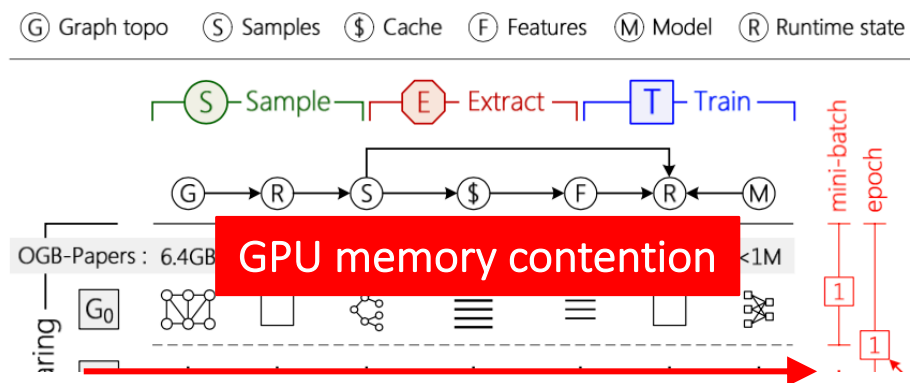 G Graph topo S Samples $ Cache F Features M Model R Runtime state
S Sample E Extract T Train
mini-batch
epoch
G R S $ F R M
OGB-Papers : 6.4GB GPU memory contention <1M
1
G0
1
aring